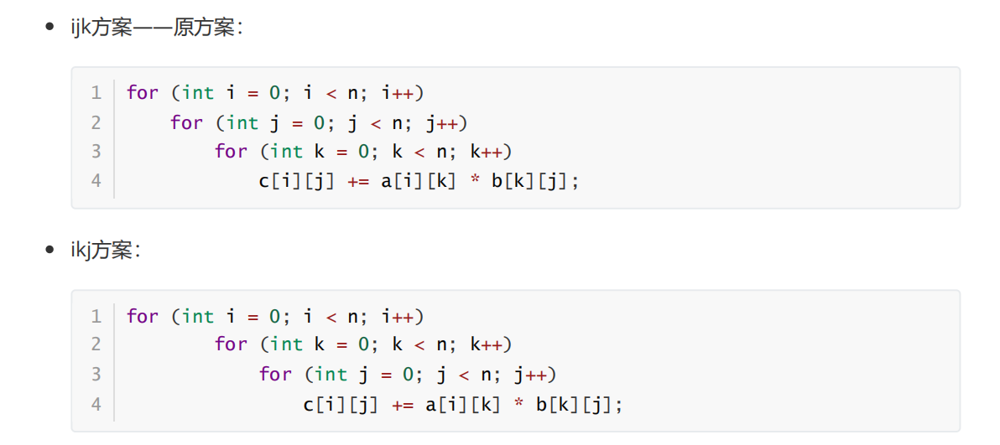 ijk方案——原方案：
1 for (int i = 0; i < n; i++)
2     for (int j = 0; j < n; j++)
3         for (int k = 0; k < n; k++)
4             c[i][j] += a[i][k] * b[k][j];
ikj方案：
1 for (int i = 0; i < n; i++)
2         for (int k = 0; k < n; k++)
3             for (int j = 0; j < n; j++)
4                 c[i][j] += a[i][k] * b[k][j];